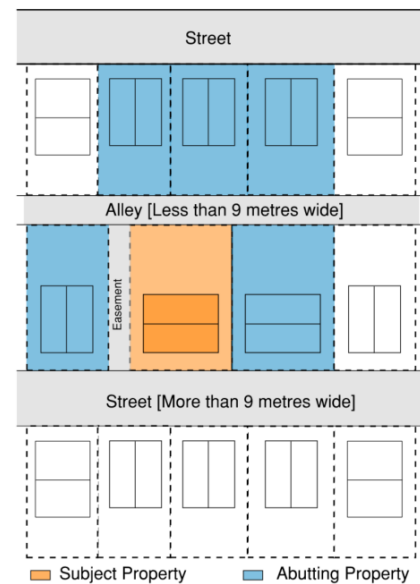 Street
Alley [Less than 9 metres wide]
Easement
Street [More than 9 metres wide]
Subject Property
Abutting Property